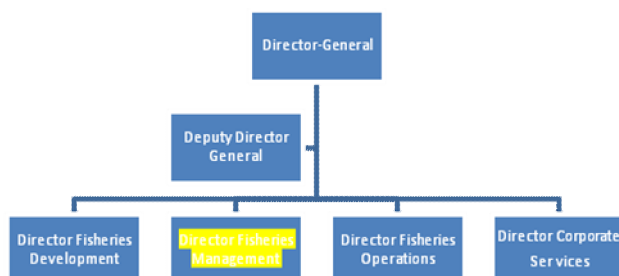 Director-General
Deputy Director
General
Director Fisheries
Development
Director Fisheries
Management
Director Fisheries
Operations
Director Corporate
Services